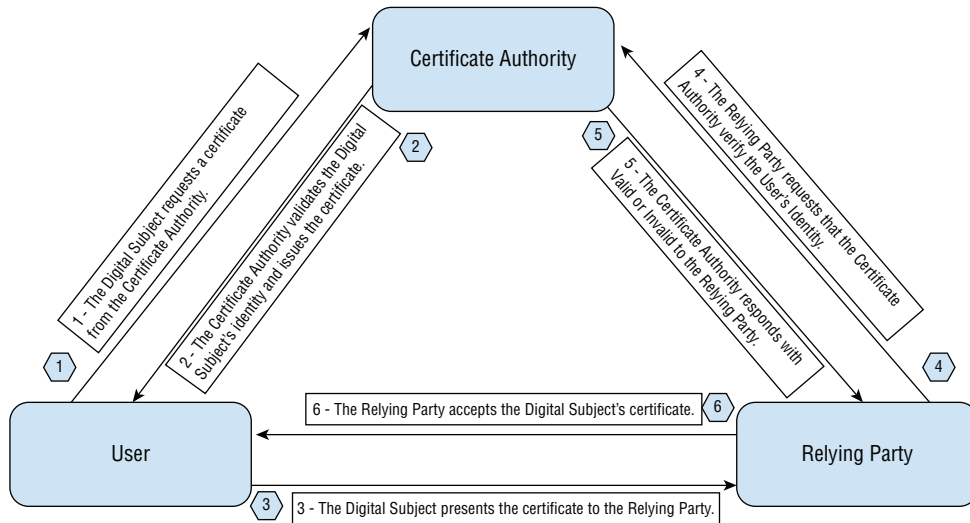 Certificate Authority
1 - The Digital Subject requests a certificate
from the Certificate Authority.
2 - The Certificate Authority validates the Digital
Subject's identity and issues the certificate.
2
5
5 - The Certificate Authority responds with
Valid or Invalid to the Relying Party.
4 - The Relying Party requests that the Certificate
Authority verify the User's Identity.
1
4
6 - The Relying Party accepts the Digital Subject's certificate.
6
User
Relying Party
3
3 - The Digital Subject presents the certificate to the Relying Party.